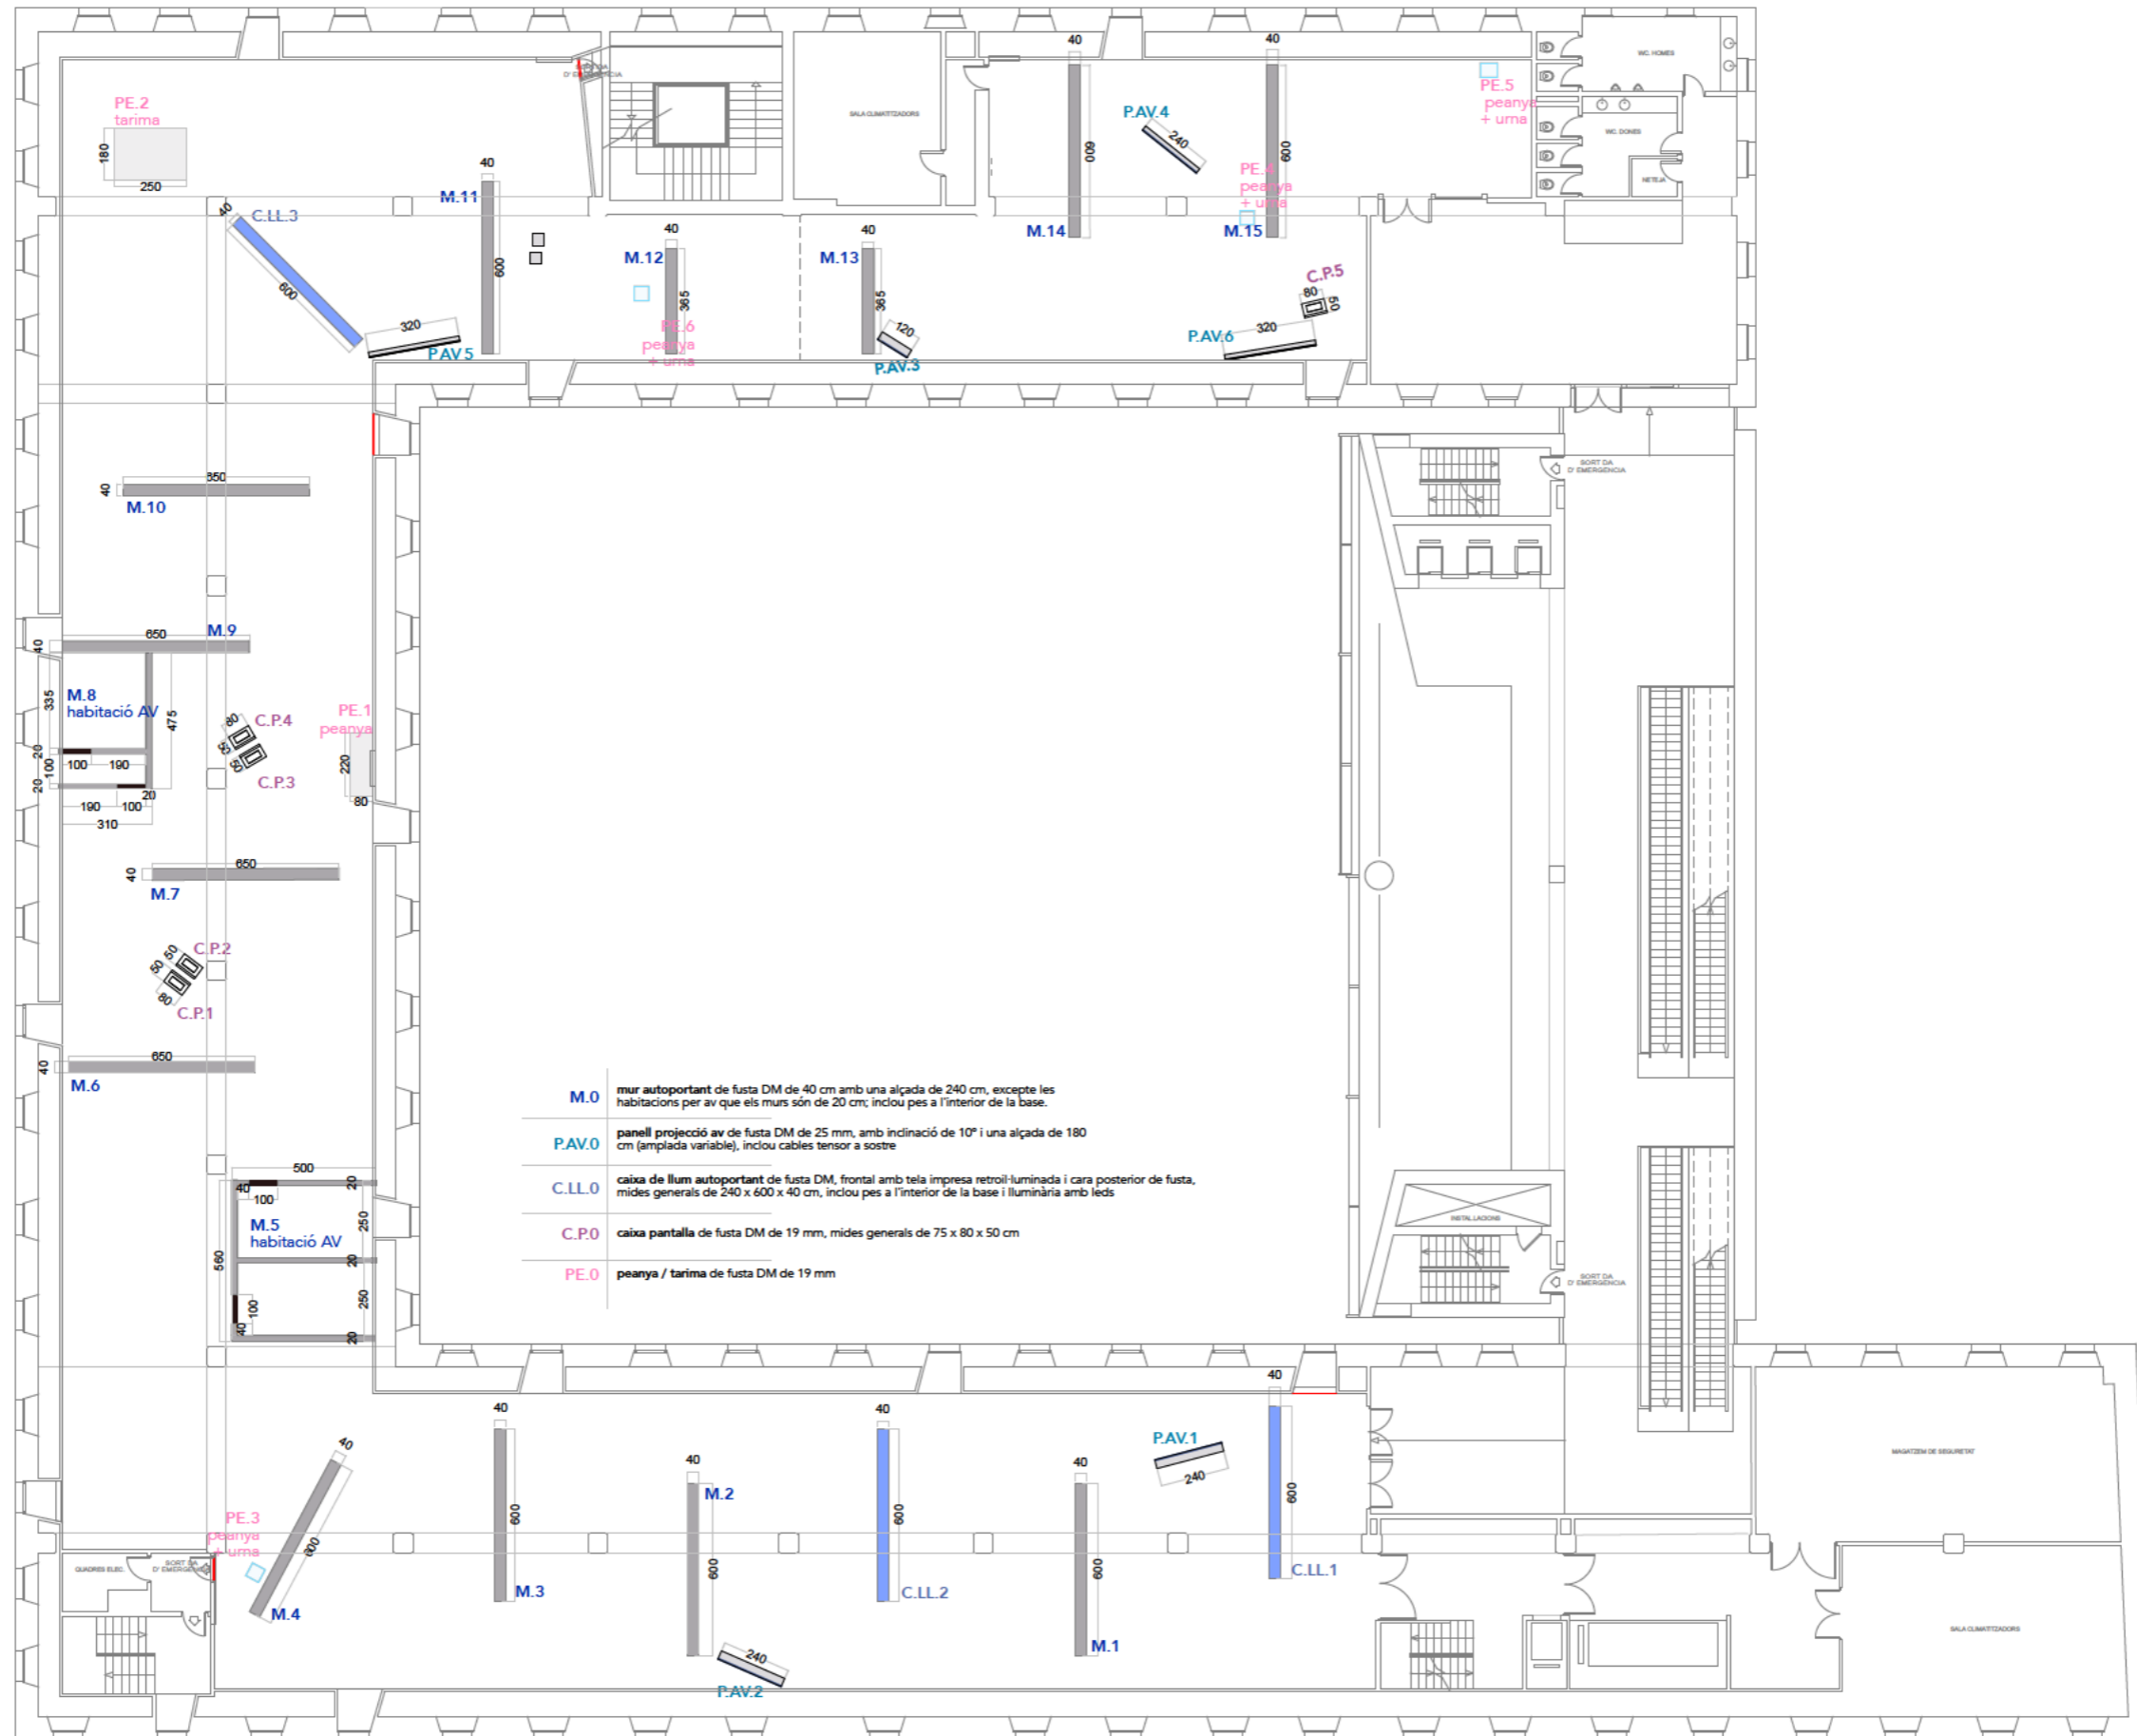 40
40
WC. HOMES
SORT DA
D' EMERGÈNCIA
PE.2
tarima
180
250
SALA CLIMATITZADORS
P.AV.4
240
600
600
PE.5
peanya
+ urna
WC. DONES
NETEJA
PE.4
peanya
+ urna
40
M.11
600
40
C.LL.3
600
40
M.12
365
40
M.13
365
M.14
M.15
C.P.5
80
50
320
P.AV5
PE.6
peanya
+ urna
120
P.AV.3
P.AV.6
320
SORT DA
D' EMERGÈNCIA
650
40
M.10
650
M.9
40
335
M.8
habitació AV
475
20
100
20
100
190
20
190
100
310
80
C.P.4
50
50
C.P.3
PE.1
peanya
220
80
650
40
M.7
50
C.P.2
50
80
C.P.1
650
40
M.6
M.0
mur autoportant de fusta DM de 40 cm amb una alçada de 240 cm, excepte les
habitacions per av que els murs són de 20 cm; inclou pes a l'interior de la base.
P.AV.0
panell projecció av de fusta DM de 25 mm, amb inclinació de 10º i una alçada de 180
cm (amplada variable), inclou cables tensor a sostre
C.LL.0
caixa de llum autoportant de fusta DM, frontal amb tela impresa retroil·luminada i cara posterior de fusta,
mides generals de 240 x 600 x 40 cm, inclou pes a l'interior de la base i lluminària amb leds
C.P.0
caixa pantalla de fusta DM de 19 mm, mides generals de 75 x 80 x 50 cm
PE.0
peanya / tarima de fusta DM de 19 mm
500
40
100
20
M.5
habitació AV
250
560
20
100
250
40
20
INSTAL.LACIONS
SORT DA
D' EMERGÈNCIA
40
600
M.4
PE.3
peanya
+ urna
QUADRES ELEC.
SORT DA
D' EMERGÈNCIA
40
600
M.3
40
M.2
600
240
P.AV.2
40
600
C.LL.2
40
600
M.1
P.AV.1
240
40
600
C.LL.1
MAGATZEM DE SEGURETAT
SALA CLIMATITZADORS